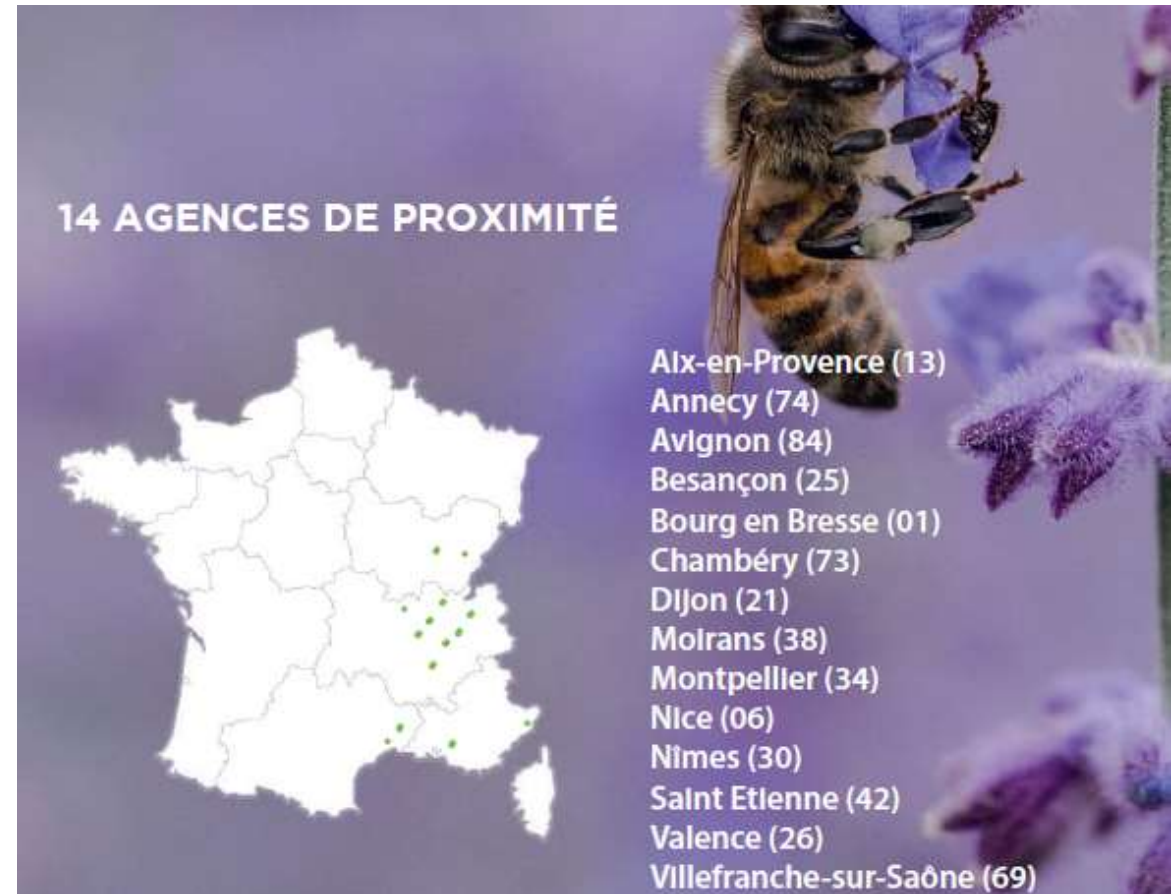 14 AGENCES DE PROXIMITÉ
Aix-en-Provence (13)
Annecy (74)
Avignon (84)
Besançon (25)
Bourg en Bresse (01)
Chambéry (73)
Dijon (21)
Moirans (38)
Montpellier (34)
Nice (06)
Nîmes (30)
Saint Etienne (42)
Valence (26)
Villefranche-sur-Saône (69)